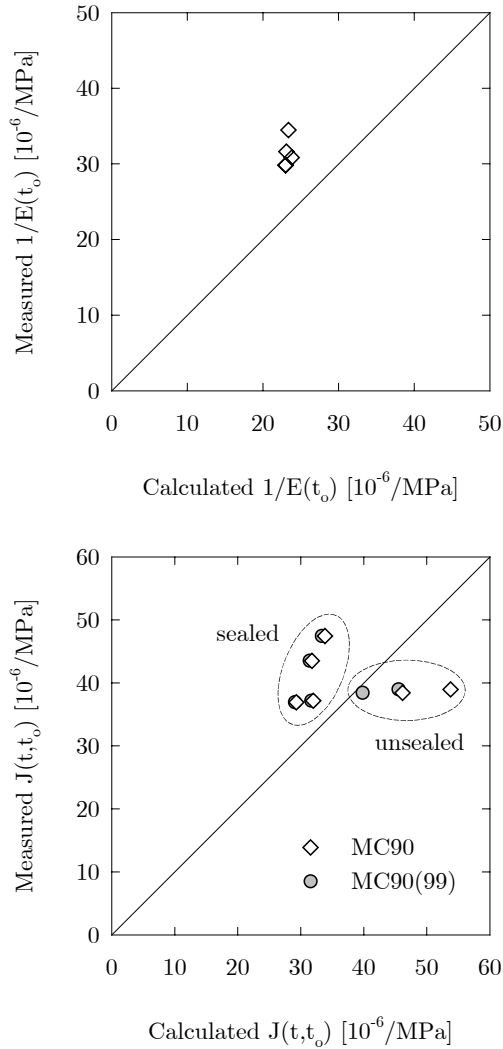 50
40
30
20
10
0
Measured 1/E(t_o) [10^-6/MPa]
0 10 20 30 40 50
Calculated 1/E(t_o) [10^-6/MPa]
60
50
40
30
20
10
0
Measured J(t,t_o) [10^-6/MPa]
sealed
unsealed
MC90
MC90(99)
0 10 20 30 40 50 60
Calculated J(t,t_o) [10^-6/MPa]